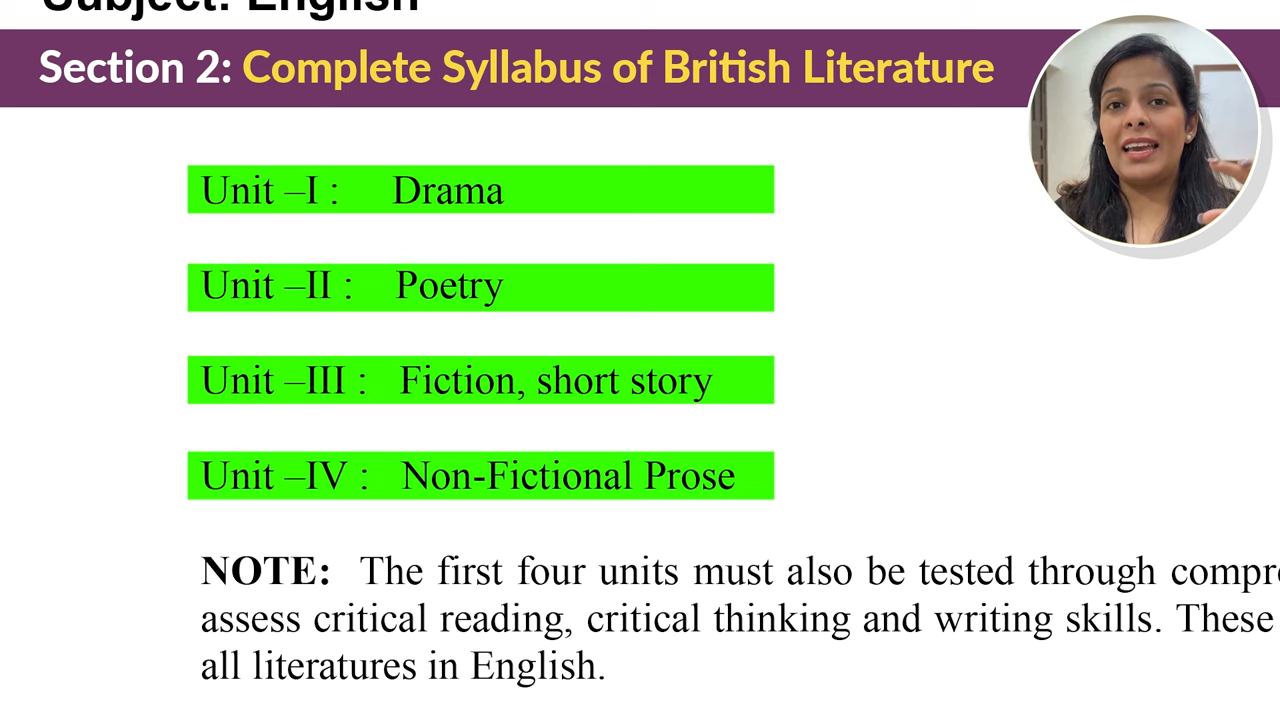 Subject: English
Section 2: Complete Syllabus of British Literature
Unit –I : Drama
Unit –II : Poetry
Unit –III : Fiction, short story
Unit –IV : Non-Fictional Prose
NOTE: The first four units must also be tested through
assess critical reading, critical thinking and writing skills. These
all literatures in English.